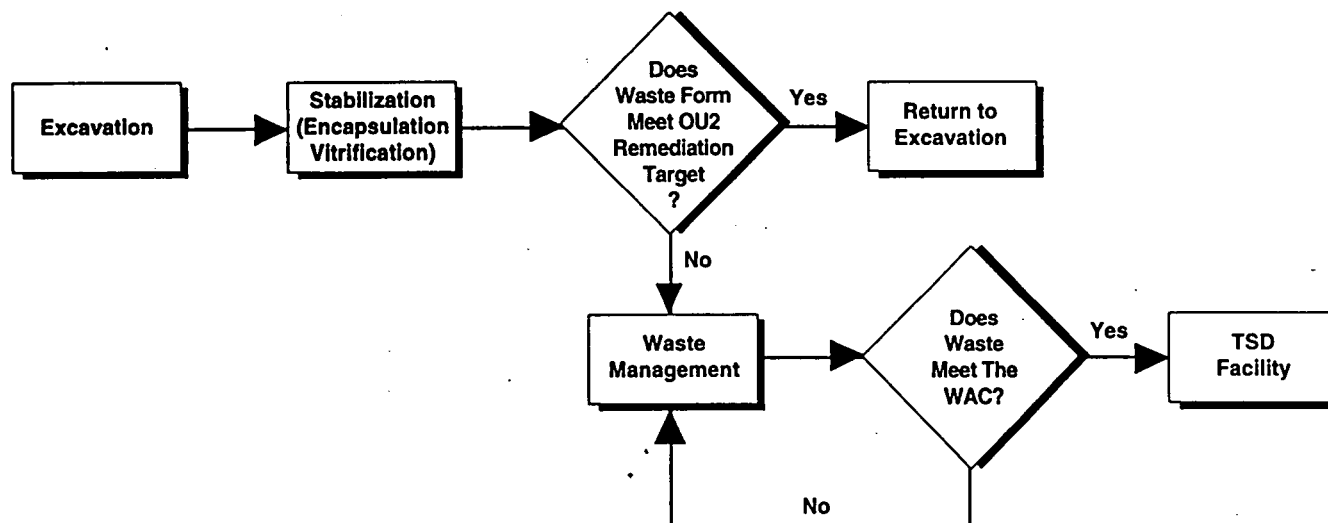 Excavation
Stabilization
(Encapsulation
Vitrification)
Does
Waste Form
Meet OU2
Remediation
Target
?
Yes
Return to
Excavation
No
Waste
Management
Does
Waste
Meet The
WAC?
Yes
TSD
Facility
No